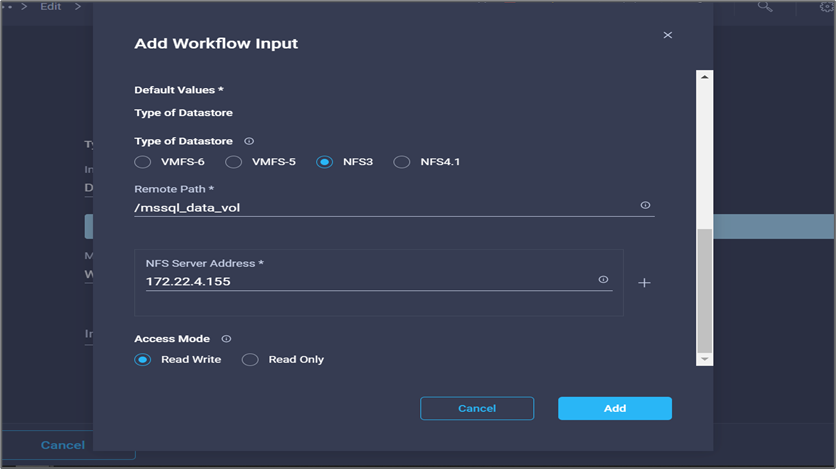 Edit
Add Workflow Input
Default Values *
Type of Datastore
Type of Datastore
VMFS-6 VMFS-5 NFS3 NFS4.1
Remote Path *
/mssql_data_vol
NFS Server Address *
172.22.4.155
Access Mode
Read Write Read Only
Cancel Add
Cancel